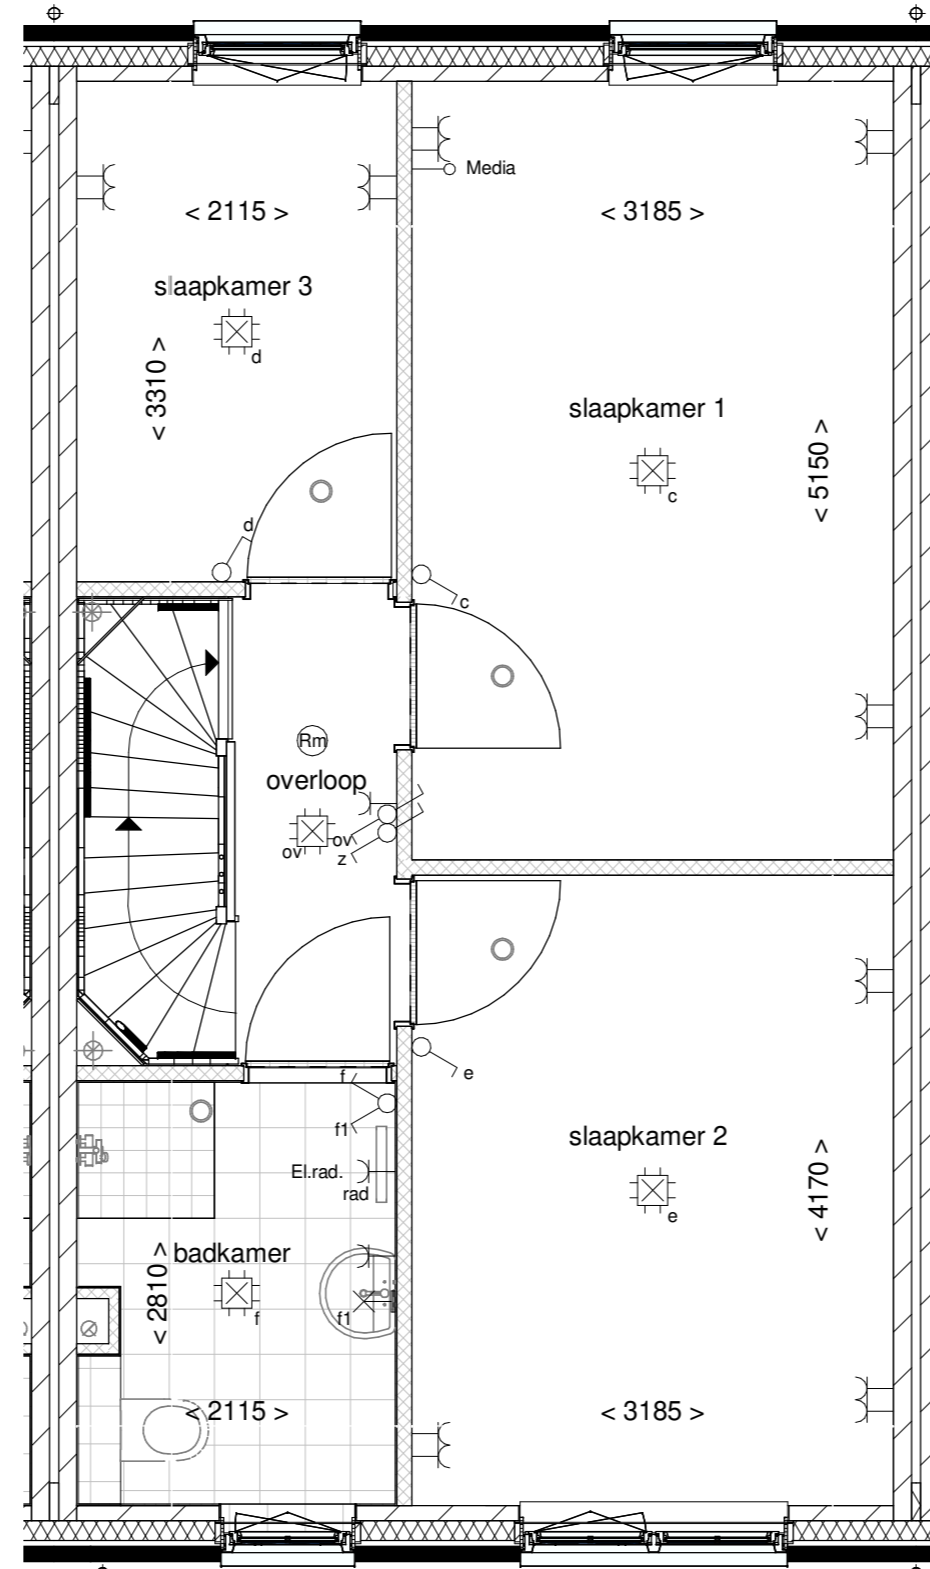 Media
< 2115 >
< 3185 >
slaapkamer 3
d
< 3310 >
slaapkamer 1
c
< 5150 >
d
c
Rm
overloop
ov
ov
z
e
f
f1
El.rad.
rad
slaapkamer 2
e
< 4170 >
badkamer
f
f1
< 2810 >
< 2115 >
< 3185 >